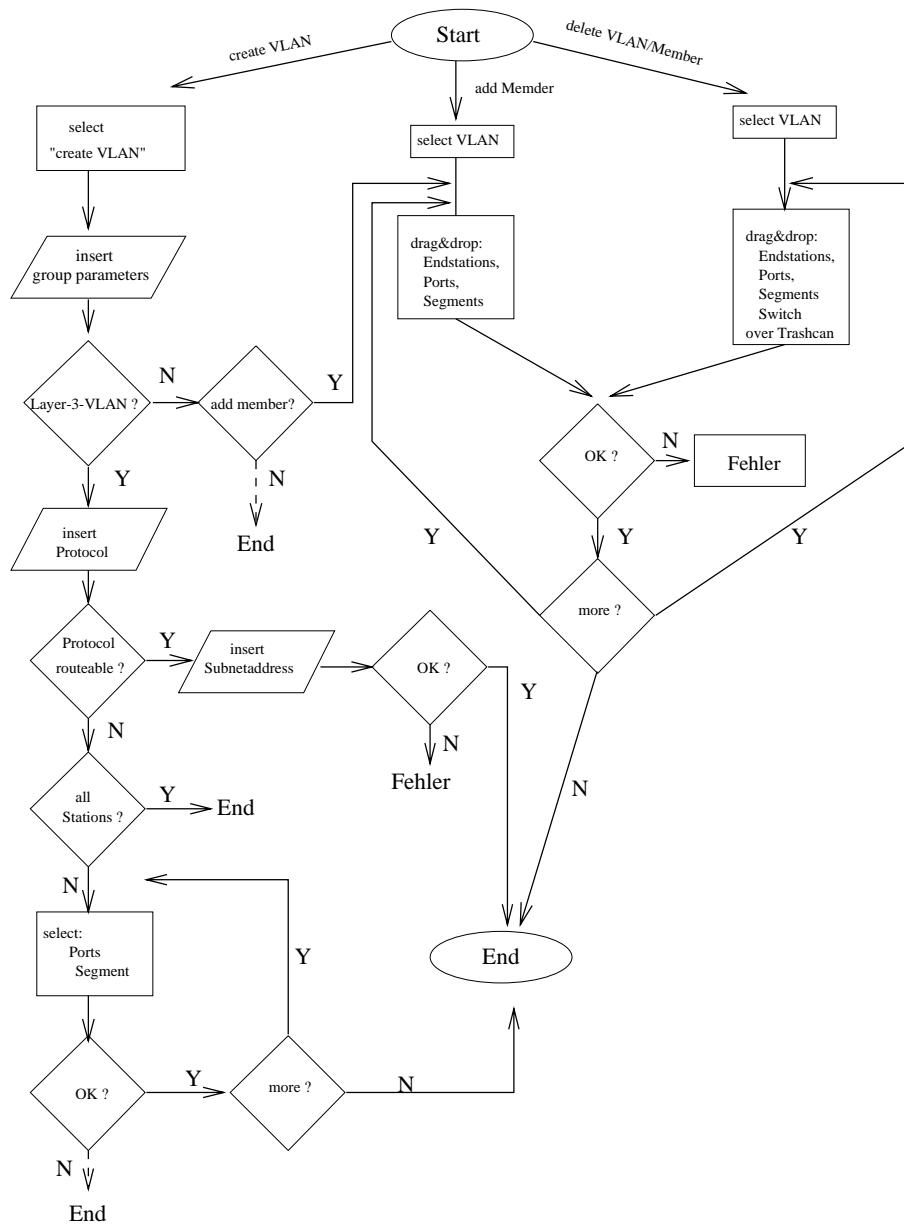 Start
create VLAN
delete VLAN/Member
add Memder
select
"create VLAN"
select VLAN
select VLAN
insert
group parameters
drag&drop:
Endstations,
Ports,
Segments
drag&drop:
Endstations,
Ports,
Segments
Switch
over Trashcan
Layer-3-VLAN ?
N
add member?
Y
N
End
Y
OK ?
N
Fehler
Y
more ?
Y
Y
N
insert
Protocol
Protocol
routeable ?
Y
insert
Subnetaddress
OK ?
Y
N
Fehler
N
all
Stations ?
Y
End
N
select:
Ports
Segment
Y
End
OK ?
Y
more ?
N
N
End